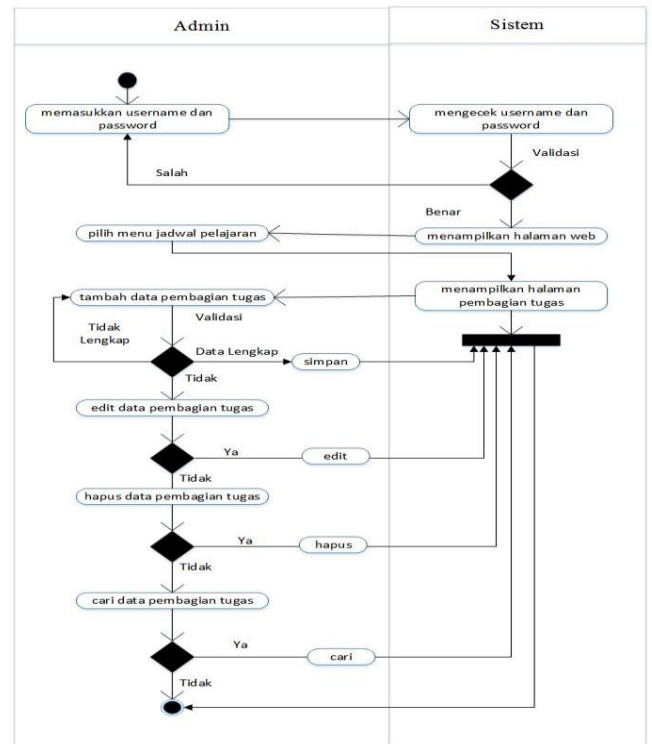 Admin
Sistem
memasukkan username dan
password
mengecek username dan
password
Validasi
Salah
Benar
pilih menu jadwal pelajaran
menampilkan halaman web
menampilkan halaman
pembagian tugas
tambah data pembagian tugas
Validasi
Tidak
Lengkap
Data Lengkap
simpan
Tidak
edit data pembagian tugas
Ya
edit
Tidak
hapus data pembagian tugas
Ya
hapus
Tidak
cari data pembagian tugas
Ya
cari
Tidak